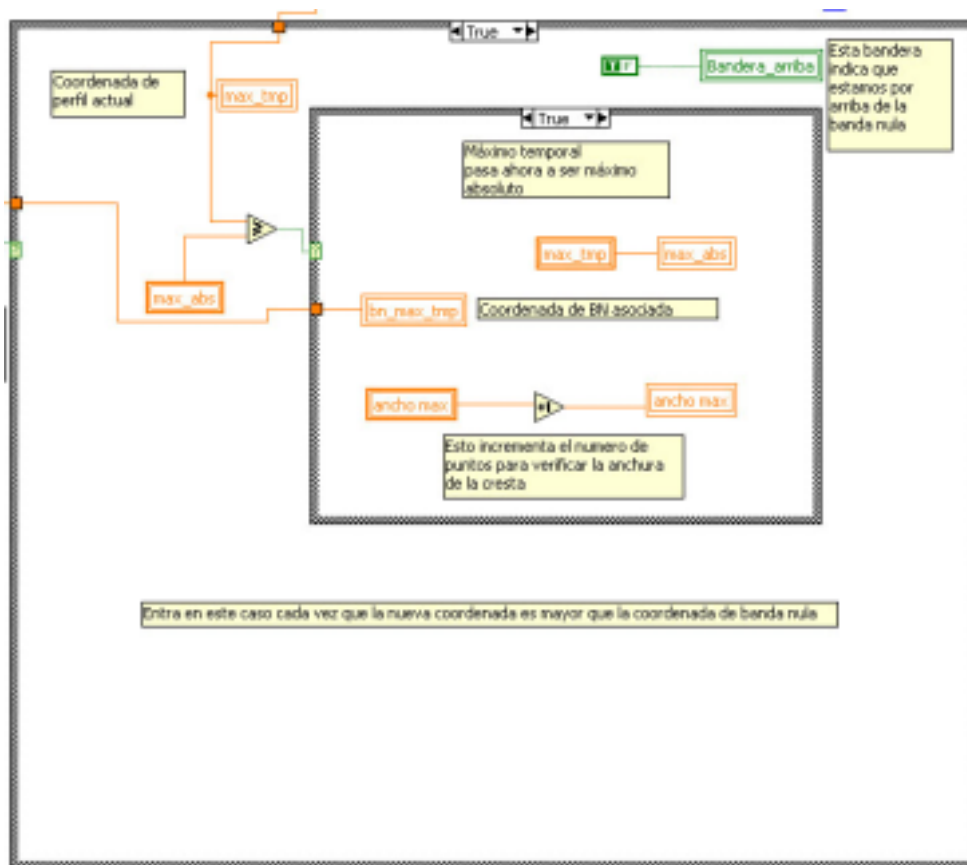 True
Coordenada de
perfil actual
max_tmp
T F
Bandera_arriba
Esta bandera
indica que
estamos por
arriba de la
banda nula
True
Máximo temporal
pasa ahora a ser máximo
absoluto
max_tmp
max_abs
max_abs
bn_max_tmp
Coordenada de BN asociada
ancho max
+1
ancho max
Esto incrementa el numero de
puntos para verificar la anchura
de la cresta
Entra en este caso cada vez que la nueva coordenada es mayor que la coordenada de banda nula